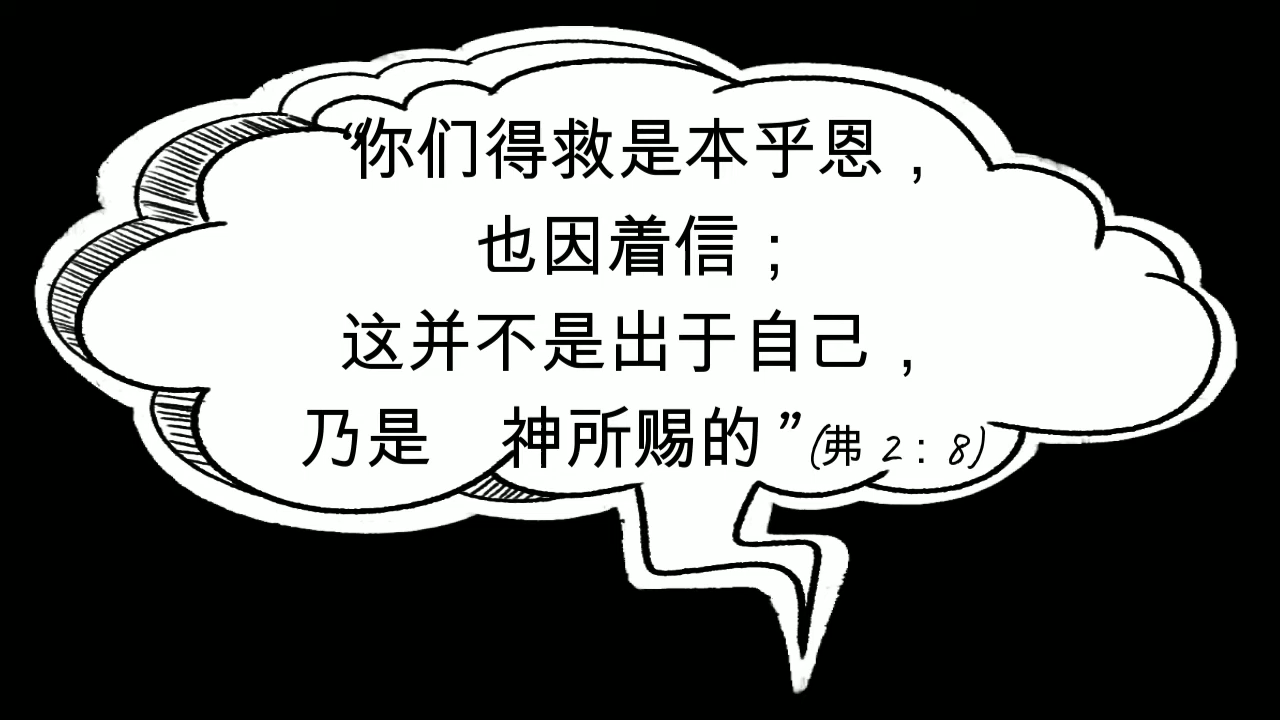 “你们得救是本乎恩，
也因着信；
这并不是出于自己，
乃是　神所赐的”(弗 2：8)